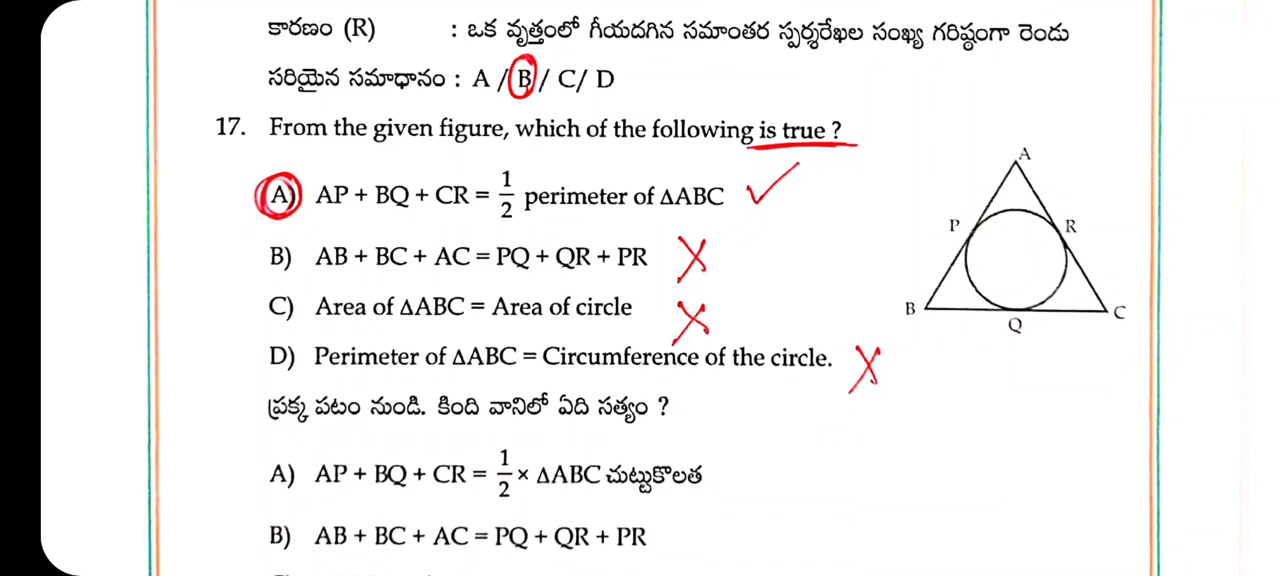 కారణం (R) : ఒక వృత్తంలో గీయదగిన సమాంతర స్పర్శరేఖల సంఖ్య గరిష్ఠంగా రెండు
సరియైన సమాధానం : A / B / C/ D
17. From the given figure, which of the following is true ?
A) AP + BQ + CR = 1/2 perimeter of ΔABC
B) AB + BC + AC = PQ + QR + PR
C) Area of ΔABC = Area of circle
D) Perimeter of ΔABC = Circumference of the circle.
A
P
R
B
C
Q
ప్రక్క పటం నుండి. కింది వానిలో ఏది సత్యం ?
A) AP + BQ + CR = 1/2 × ΔABC చుట్టుకొలత
B) AB + BC + AC = PQ + QR + PR